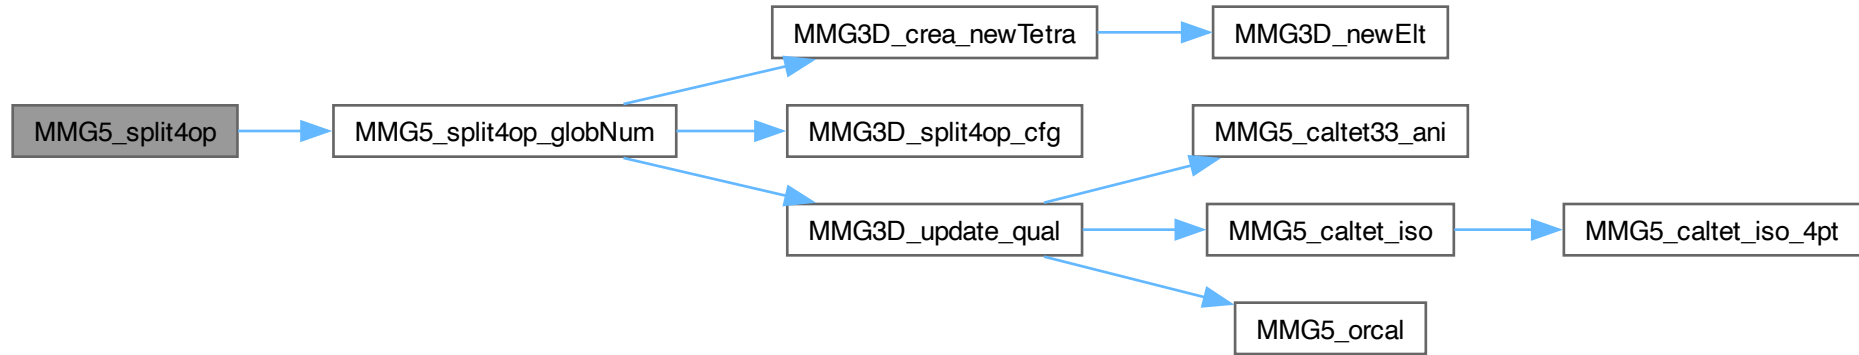 MMG5_split4op
MMG5_split4op_globNum
MMG3D_crea_newTetra
MMG3D_newElt
MMG3D_split4op_cfg
MMG3D_update_qual
MMG5_caltet33_ani
MMG5_caltet_iso
MMG5_caltet_iso_4pt
MMG5_orcal